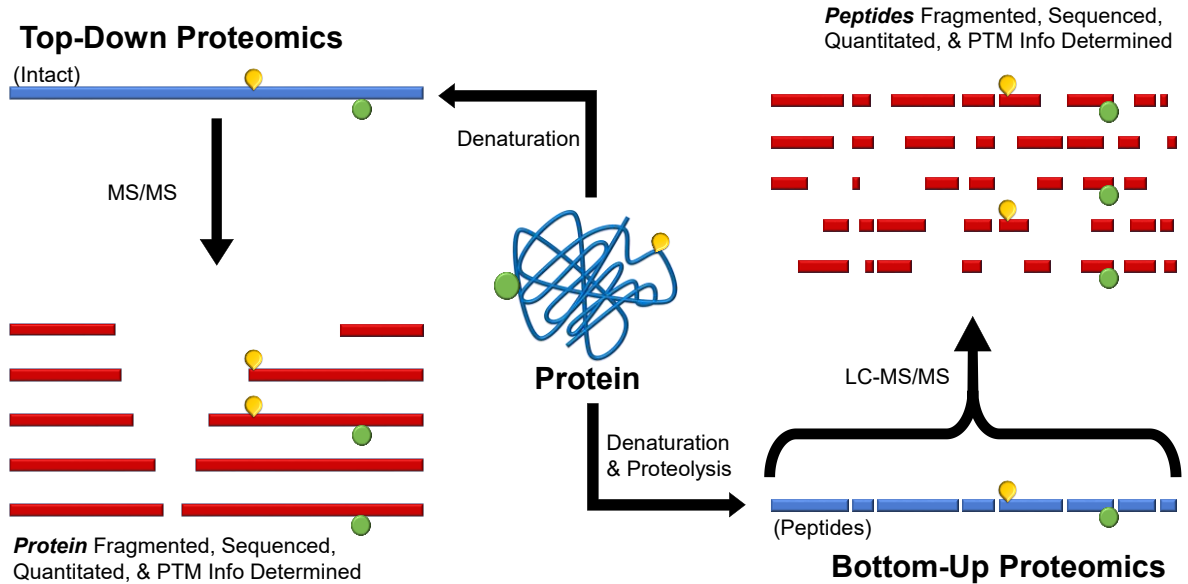 Top-Down Proteomics
(Intact)
Denaturation
MS/MS
Protein
Protein Fragmented, Sequenced,
Quantitated, & PTM Info Determined
Peptides Fragmented, Sequenced,
Quantitated, & PTM Info Determined
LC-MS/MS
Denaturation
& Proteolysis
(Peptides)
Bottom-Up Proteomics